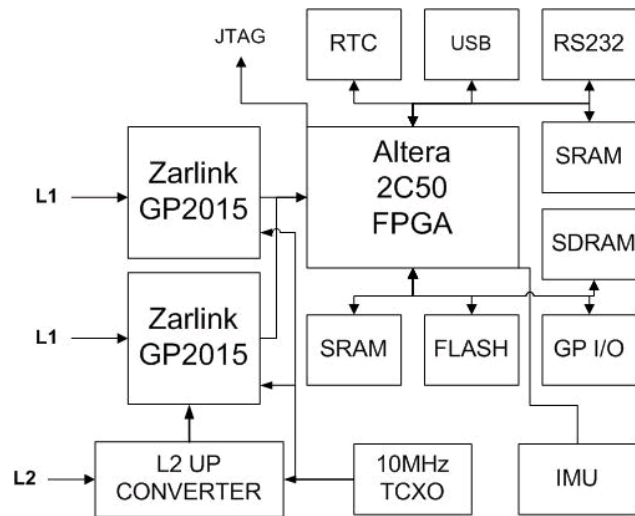 JTAG
RTC
USB
RS232
Zarlink
GP2015
L1
Altera
2C50
FPGA
SRAM
SDRAM
Zarlink
GP2015
L1
SRAM
FLASH
GP I/O
L2
L2 UP
CONVERTER
10MHz
TCXO
IMU